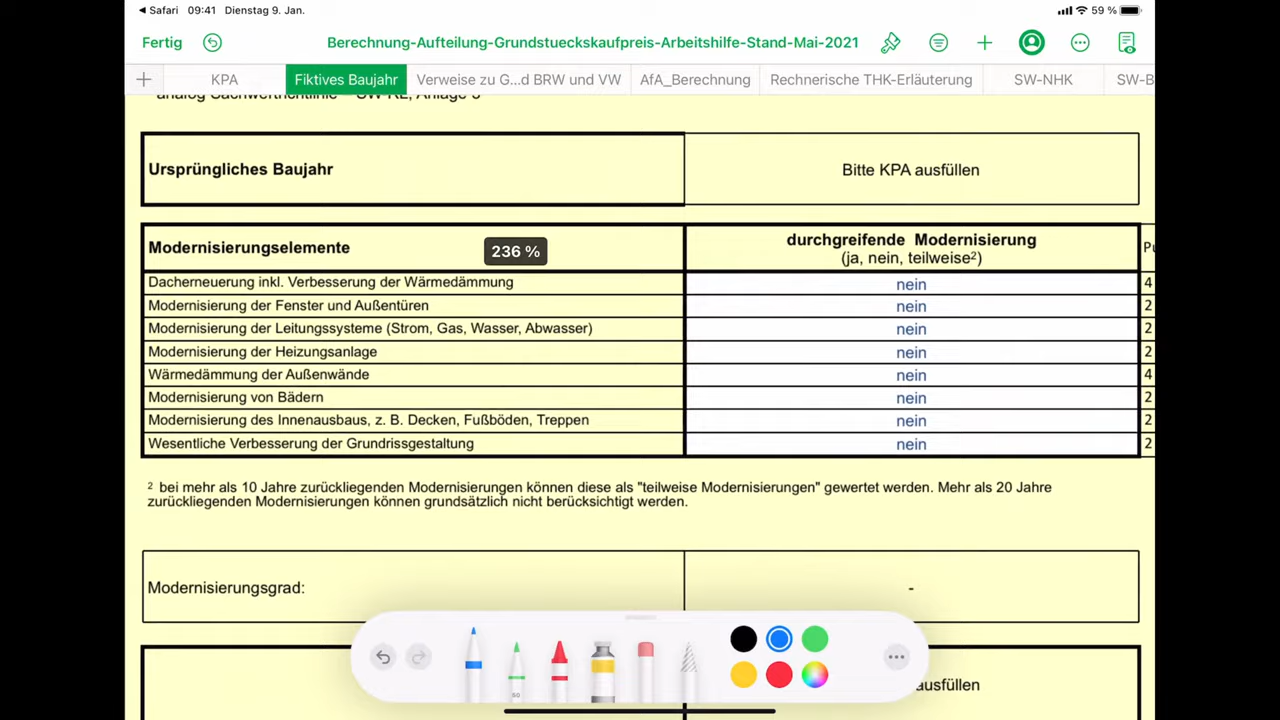 Safari 09:41 Dienstag 9. Jan. 59 %
Fertig Berechnung-Aufteilung-Grundstueckskaufpreis-Arbeitshilfe-Stand-Mai-2021
KPA Fiktives Baujahr Verweise zu G...d BRW und VW AfA_Berechnung Rechnerische THK-Erläuterung SW-NHK SW-B
Ursprüngliches Baujahr Bitte KPA ausfüllen
Modernisierungselemente 236 % durchgreifende Modernisierung
(ja, nein, teilweise²)
Dacherneuerung inkl. Verbesserung der Wärmedämmung nein 4
Modernisierung der Fenster und Außentüren nein 2
Modernisierung der Leitungssysteme (Strom, Gas, Wasser, Abwasser) nein 2
Modernisierung der Heizungsanlage nein 2
Wärmedämmung der Außenwände nein 4
Modernisierung von Bädern nein 2
Modernisierung des Innenausbaus, z. B. Decken, Fußböden, Treppen nein 2
Wesentliche Verbesserung der Grundrissgestaltung nein 2
² bei mehr als 10 Jahre zurückliegenden Modernisierungen können diese als "teilweise Modernisierungen" gewertet werden. Mehr als 20 Jahre
zurückliegenden Modernisierungen können grundsätzlich nicht berücksichtigt werden.
Modernisierungsgrad: -
ausfüllen
50